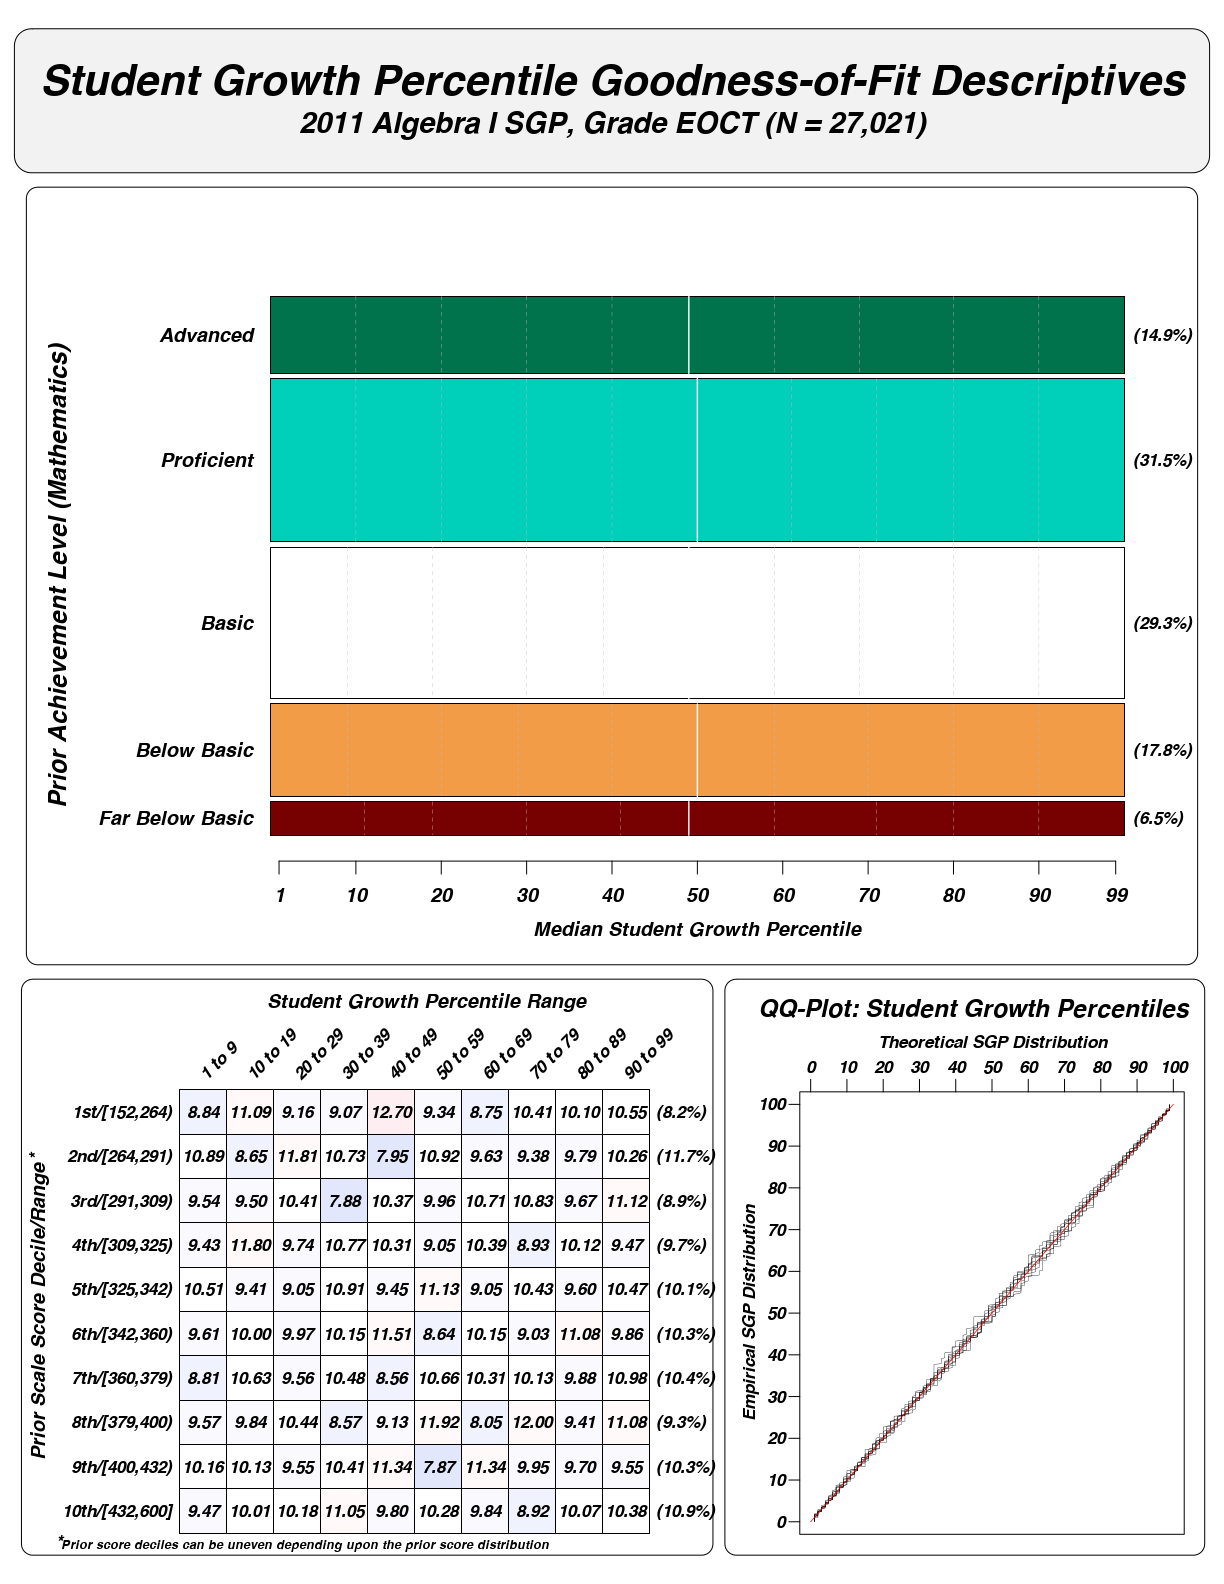 Student Growth Percentile Goodness-of-Fit Descriptives
2011 Algebra I SGP, Grade EOCT (N = 27,021)
Prior Achievement Level (Mathematics)
Advanced (14.9%)
Proficient (31.5%)
Basic (29.3%)
Below Basic (17.8%)
Far Below Basic (6.5%)
1 10 20 30 40 50 60 70 80 90 99
Median Student Growth Percentile
Student Growth Percentile Range
1 to 9 10 to 19 20 to 29 30 to 39 40 to 49 50 to 59 60 to 69 70 to 79 80 to 89 90 to 99
Prior Scale Score Decile/Range*
1st/[152,264) 8.84 11.09 9.16 9.07 12.70 9.34 8.75 10.41 10.10 10.55 (8.2%)
2nd/[264,291) 10.89 8.65 11.81 10.73 7.95 10.92 9.63 9.38 9.79 10.26 (11.7%)
3rd/[291,309) 9.54 9.50 10.41 7.88 10.37 9.96 10.71 10.83 9.67 11.12 (8.9%)
4th/[309,325) 9.43 11.80 9.74 10.77 10.31 9.05 10.39 8.93 10.12 9.47 (9.7%)
5th/[325,342) 10.51 9.41 9.05 10.91 9.45 11.13 9.05 10.43 9.60 10.47 (10.1%)
6th/[342,360) 9.61 10.00 9.97 10.15 11.51 8.64 10.15 9.03 11.08 9.86 (10.3%)
7th/[360,379) 8.81 10.63 9.56 10.48 8.56 10.66 10.31 10.13 9.88 10.98 (10.4%)
8th/[379,400) 9.57 9.84 10.44 8.57 9.13 11.92 8.05 12.00 9.41 11.08 (9.3%)
9th/[400,432) 10.16 10.13 9.55 10.41 11.34 7.87 11.34 9.95 9.70 9.55 (10.3%)
10th/[432,600] 9.47 10.01 10.18 11.05 9.80 10.28 9.84 8.92 10.07 10.38 (10.9%)
*Prior score deciles can be uneven depending upon the prior score distribution
QQ-Plot: Student Growth Percentiles
Theoretical SGP Distribution
0 10 20 30 40 50 60 70 80 90 100
Empirical SGP Distribution
100
90
80
70
60
50
40
30
20
10
0